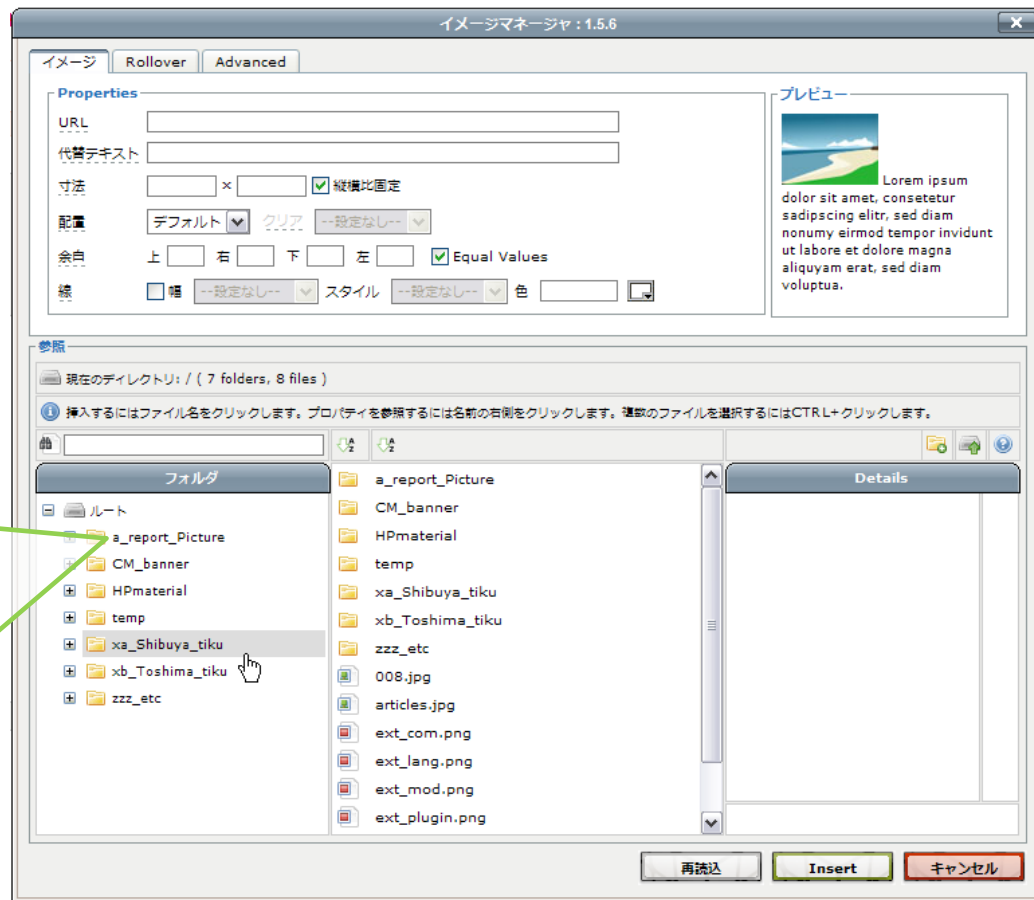 イメージマネージャ : 1.5.6
イメージ Rollover Advanced
Properties
URL
代替テキスト
寸法 × 縦横比固定
配置 デフォルト クリア --設定なし--
余白 上 右 下 左 Equal Values
線 幅 --設定なし-- スタイル --設定なし-- 色
プレビュー
Lorem ipsum
dolor sit amet, consetetur
sadipscing elitr, sed diam
nonumy eirmod tempor invidunt
ut labore et dolore magna
aliquyam erat, sed diam
voluptua.
参照
現在のディレクトリ: / ( 7 folders, 8 files )
挿入するにはファイル名をクリックします。プロパティを参照するには名前の右側をクリックします。複数のファイルを選択するにはCTRL+クリックします。
フォルダ
ルート
a_report_Picture
CM_banner
HPmaterial
temp
xa_Shibuya_tiku
xb_Toshima_tiku
zzz_etc
a_report_Picture
CM_banner
HPmaterial
temp
xa_Shibuya_tiku
xb_Toshima_tiku
zzz_etc
008.jpg
articles.jpg
ext_com.png
ext_lang.png
ext_mod.png
ext_plugin.png
Details
再読込 Insert キャンセル